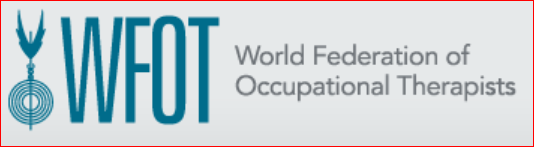 WFOT
World Federation of
Occupational Therapists